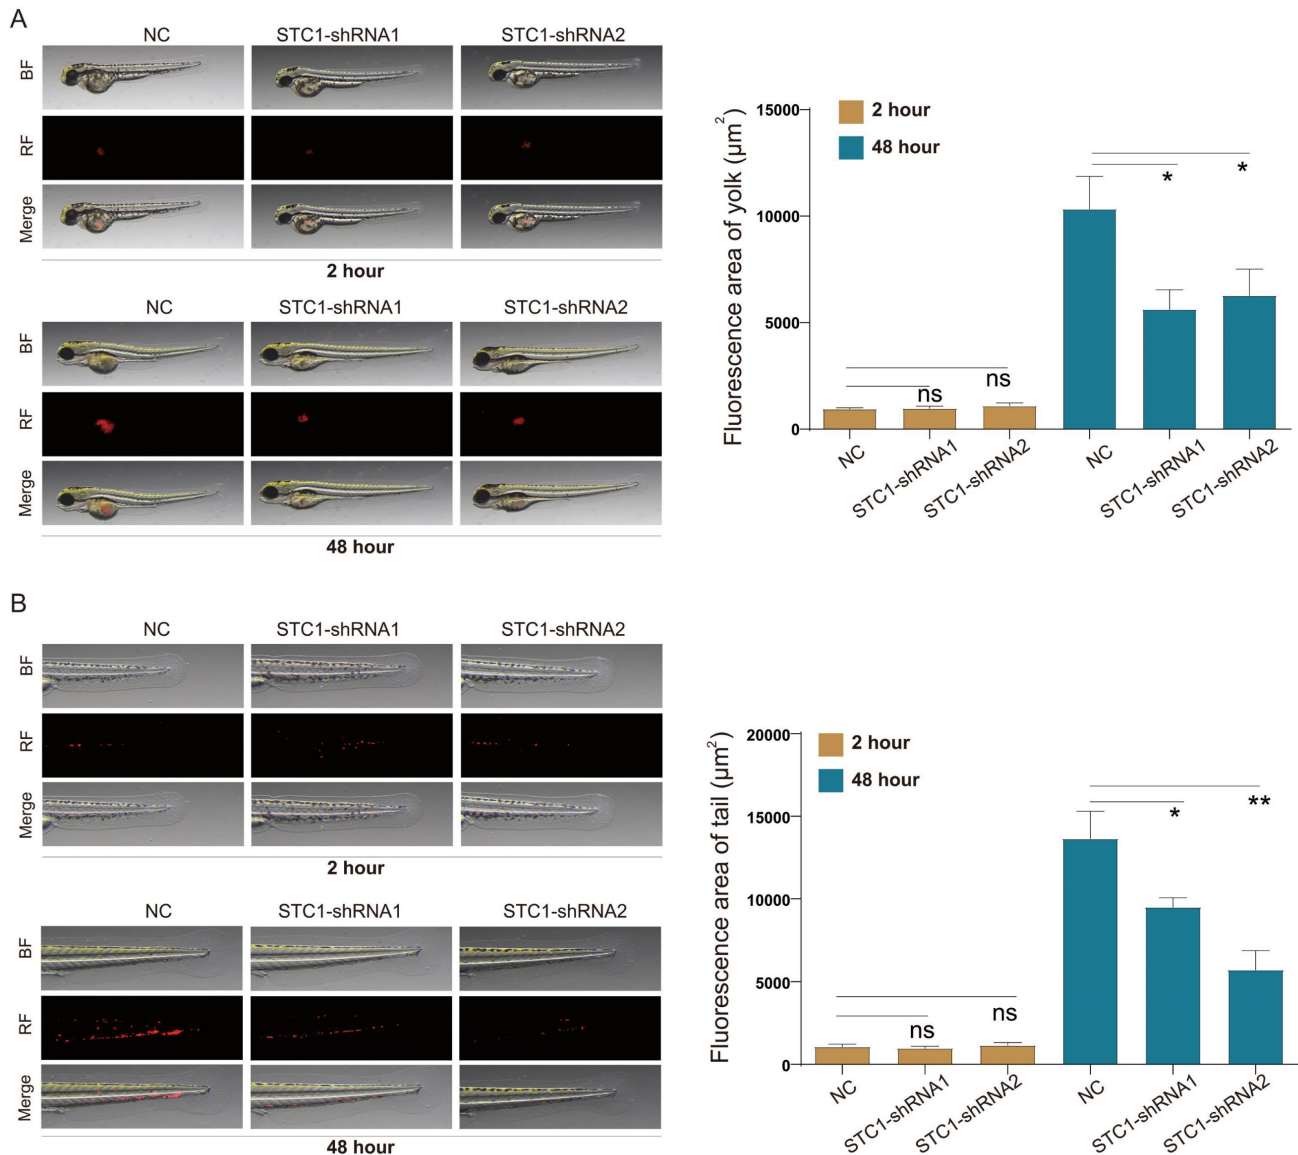 A
NC STC1-shRNA1 STC1-shRNA2
BF
RF
Merge
2 hour
NC STC1-shRNA1 STC1-shRNA2
BF
RF
Merge
48 hour
Fluorescence area of yolk (µm²)
15000
10000
5000
0
2 hour
48 hour
ns
ns
*
*
NC
STC1-shRNA1
STC1-shRNA2
NC
STC1-shRNA1
STC1-shRNA2
B
NC STC1-shRNA1 STC1-shRNA2
BF
RF
Merge
2 hour
NC STC1-shRNA1 STC1-shRNA2
BF
RF
Merge
48 hour
Fluorescence area of tail (µm²)
20000
15000
10000
5000
0
2 hour
48 hour
ns
ns
*
**
NC
STC1-shRNA1
STC1-shRNA2
NC
STC1-shRNA1
STC1-shRNA2